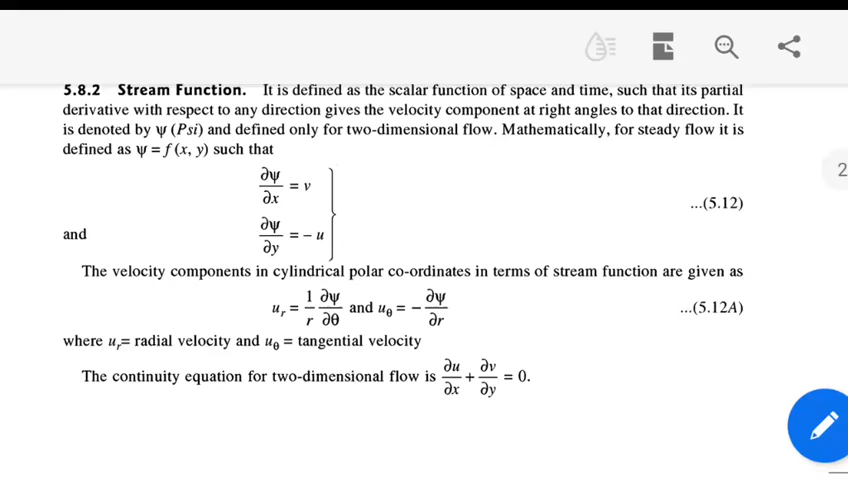 5.8.2 Stream Function. It is defined as the scalar function of space and time, such that its partial
derivative with respect to any direction gives the velocity component at right angles to that direction. It
is denoted by ψ (Psi) and defined only for two-dimensional flow. Mathematically, for steady flow it is
defined as ψ = f (x, y) such that
∂ψ/∂x = v
...(5.12)
and ∂ψ/∂y = – u
The velocity components in cylindrical polar co-ordinates in terms of stream function are given as
u_r = 1/r ∂ψ/∂θ and u_θ = – ∂ψ/∂r ...(5.12A)
where u_r = radial velocity and u_θ = tangential velocity
The continuity equation for two-dimensional flow is ∂u/∂x + ∂v/∂y = 0.
2